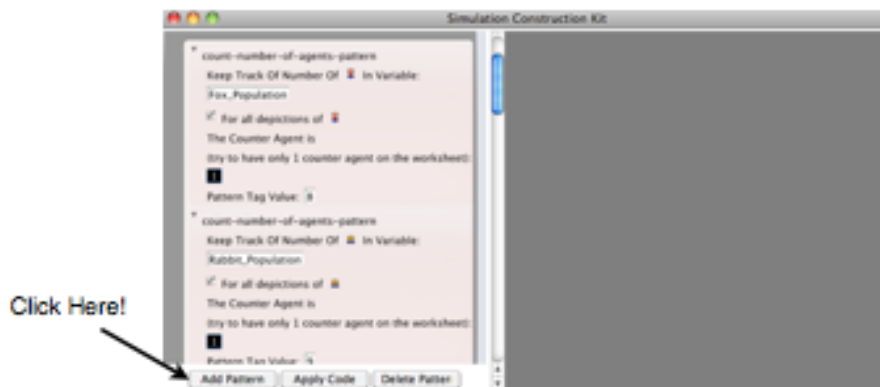 Simulation Construction Kit
count-number-of-agents-pattern
Keep Track Of Number Of In Variable:
Fox_Population
For all depictions of
The Counter Agent is
(try to have only 1 counter agent on the worksheet):
Pattern Tag Value:
count-number-of-agents-pattern
Keep Track Of Number Of In Variable:
Rabbit_Population
For all depictions of
The Counter Agent is
(try to have only 1 counter agent on the worksheet):
Pattern Tag Value:
Click Here!
Add Pattern Apply Code Delete Patter